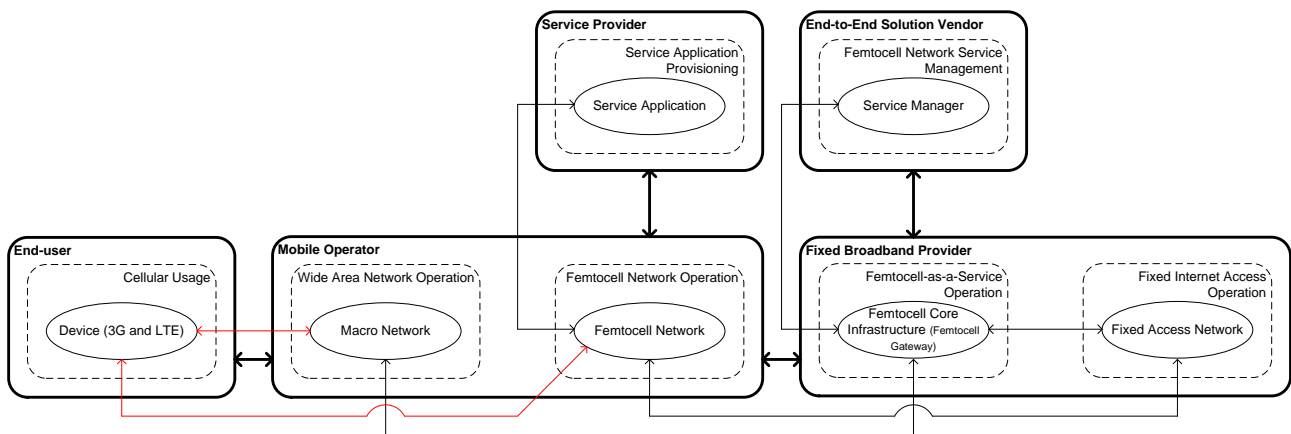 Service Provider
Service Application
Provisioning
Service Application
End-to-End Solution Vendor
Femtocell Network Service
Management
Service Manager
End-user
Cellular Usage
Device (3G and LTE)
Mobile Operator
Wide Area Network Operation
Macro Network
Femtocell Network Operation
Femtocell Network
Fixed Broadband Provider
Femtocell-as-a-Service
Operation
Femtocell Core
Infrastructure (Femtocell
Gateway)
Fixed Internet Access
Operation
Fixed Access Network